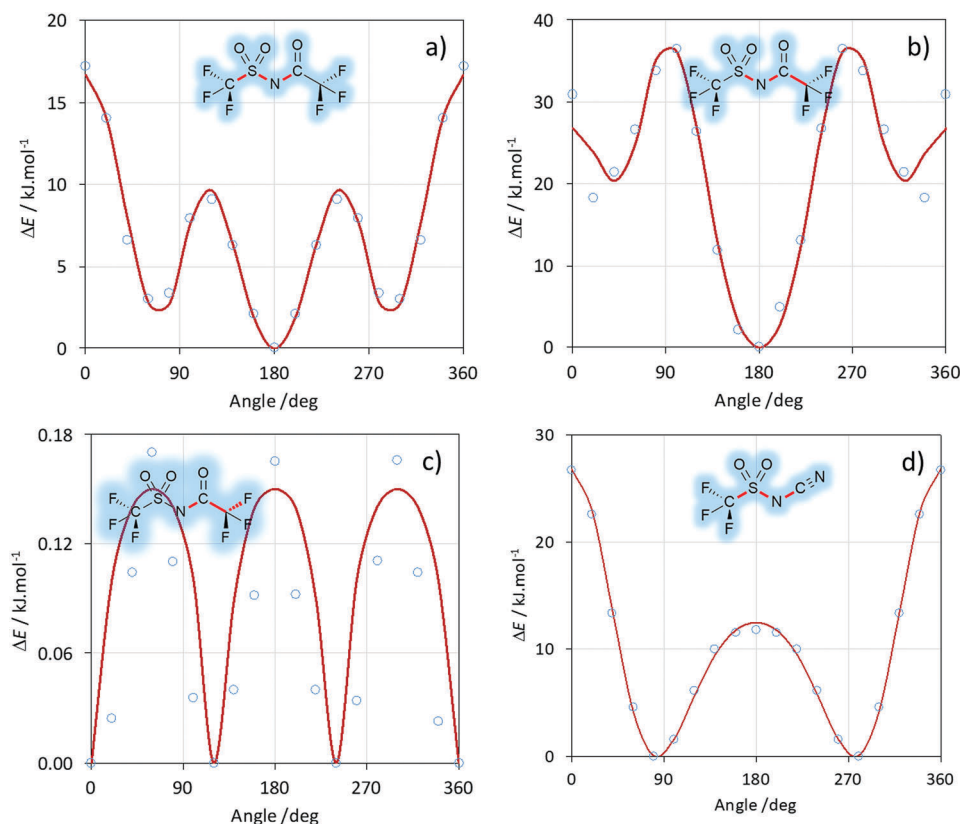 a)
20
15
10
5
0
ΔE / kJ.mol⁻¹
0 90 180 270 360
Angle /deg
O O O
F S F
C N C
F F F F
b)
40
30
20
10
0
ΔE / kJ.mol⁻¹
0 90 180 270 360
Angle /deg
O O O
F S C F
F N F
F F
c)
0.18
0.12
0.06
0.00
ΔE / kJ.mol⁻¹
0 90 180 270 360
Angle /deg
O O O
F S C F
F N F
F F
d)
30
20
10
0
ΔE / kJ.mol⁻¹
0 90 180 270 360
Angle /deg
O O N
F S C
F N
F